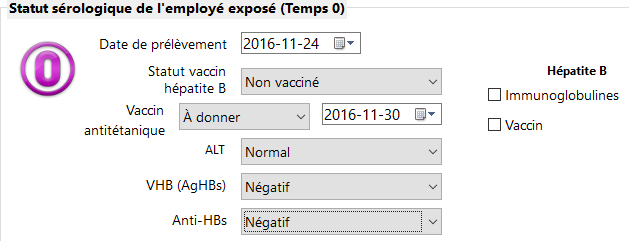 Statut sérologique de l'employé exposé (Temps 0)
0
Date de prélèvement 2016-11-24
Statut vaccin
hépatite B Non vacciné
Hépatite B
Immunoglobulines
Vaccin
antitétanique À donner 2016-11-30
Vaccin
ALT Normal
VHB (AgHBs) Négatif
Anti-HBs Négatif